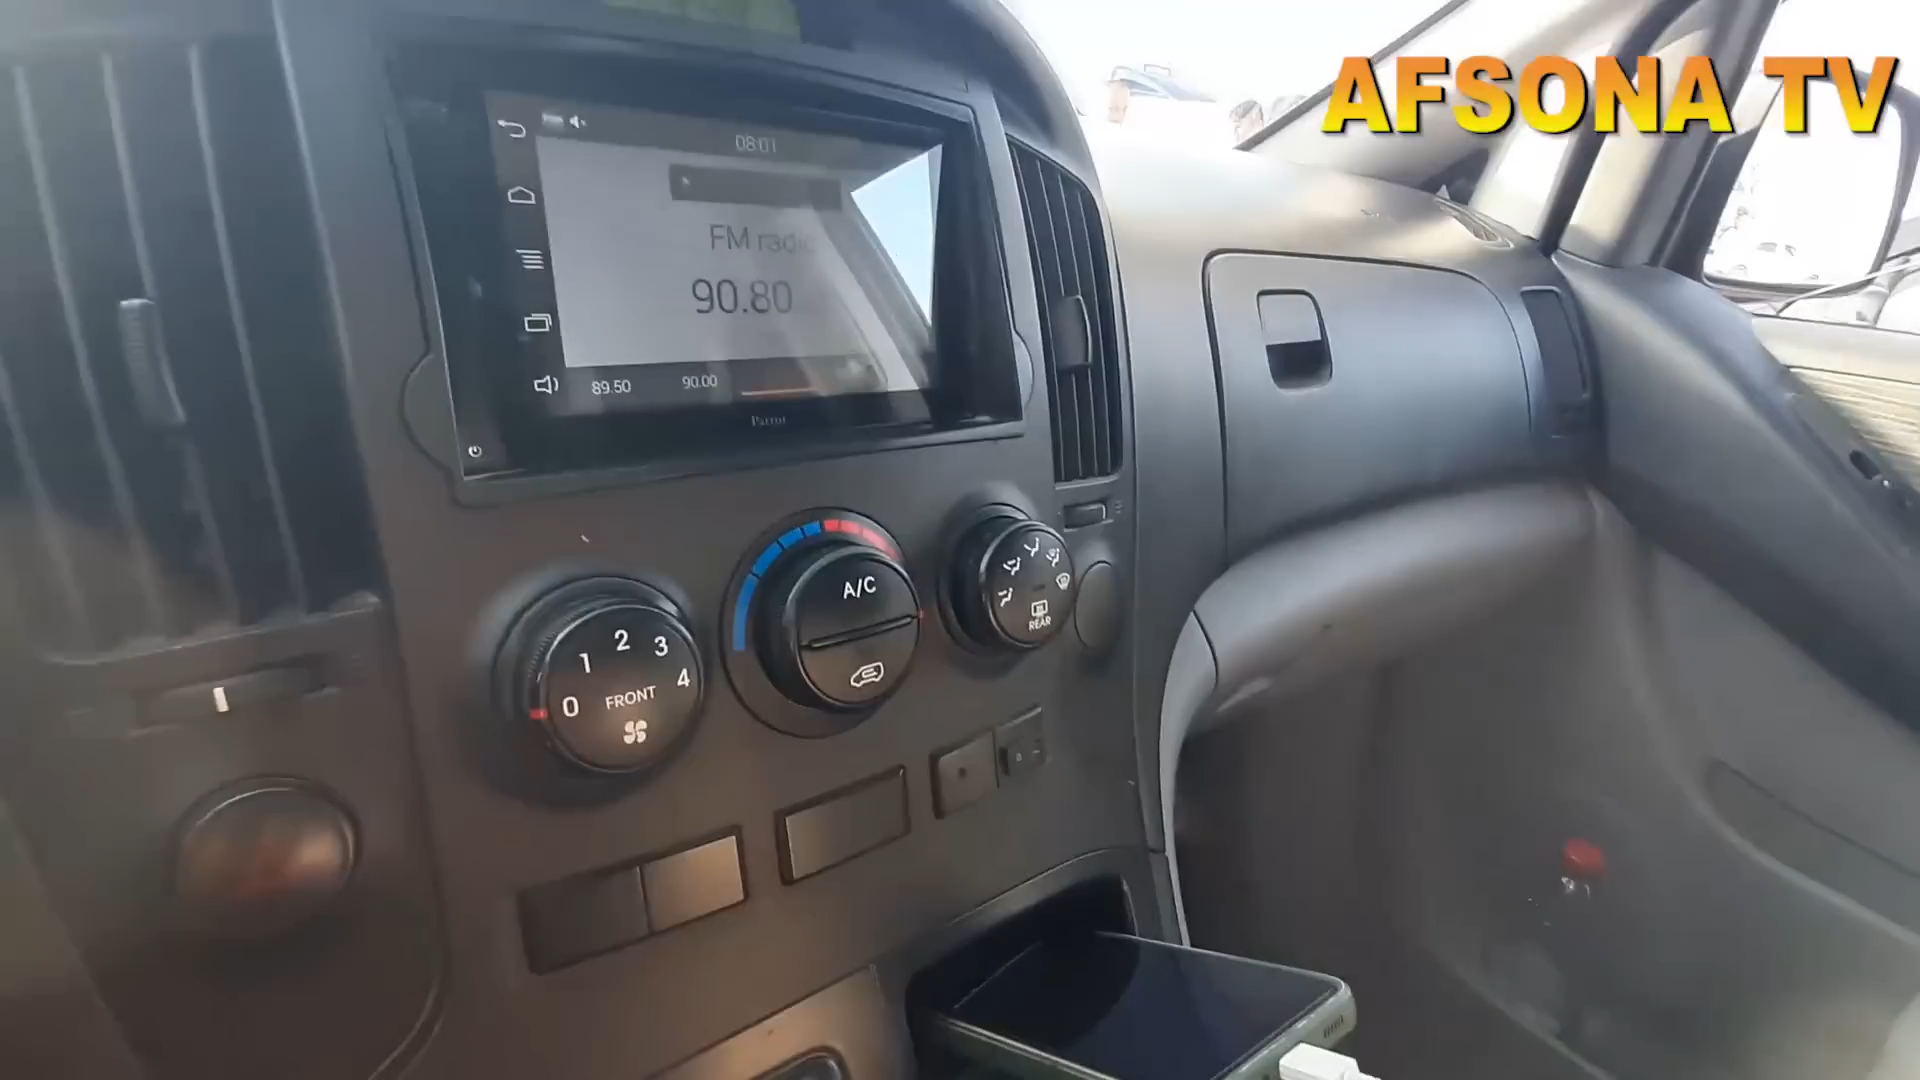 AFSONA TV
08:01
FM radio
90.80
89.50 90.00
Parrot
A/C
0 1 2 3 4
FRONT
REAR